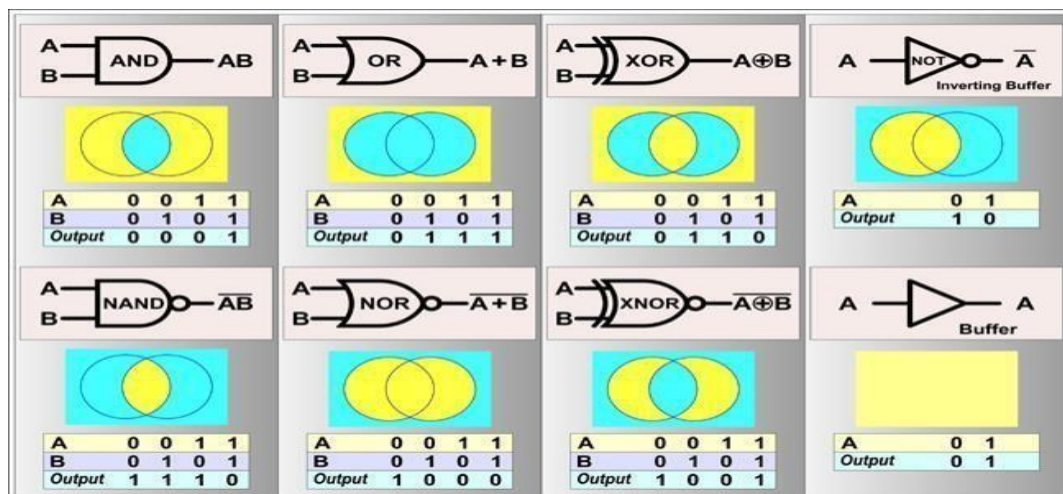 A
B
AND
AB
A
B
OR
A + B
A
B
XOR
A⊕B
A
NOT
A̅
Inverting Buffer
A 0 0 1 1
B 0 1 0 1
Output 0 0 0 1
A 0 0 1 1
B 0 1 0 1
Output 0 1 1 1
A 0 0 1 1
B 0 1 0 1
Output 0 1 1 0
A 0 1
Output 1 0
A
B
NAND
A̅B̅
A
B
NOR
A̅ ̅+̅ ̅B̅
A
B
XNOR
A̅⊕̅B̅
A
A
Buffer
A 0 0 1 1
B 0 1 0 1
Output 1 1 1 0
A 0 0 1 1
B 0 1 0 1
Output 1 0 0 0
A 0 0 1 1
B 0 1 0 1
Output 1 0 0 1
A 0 1
Output 0 1